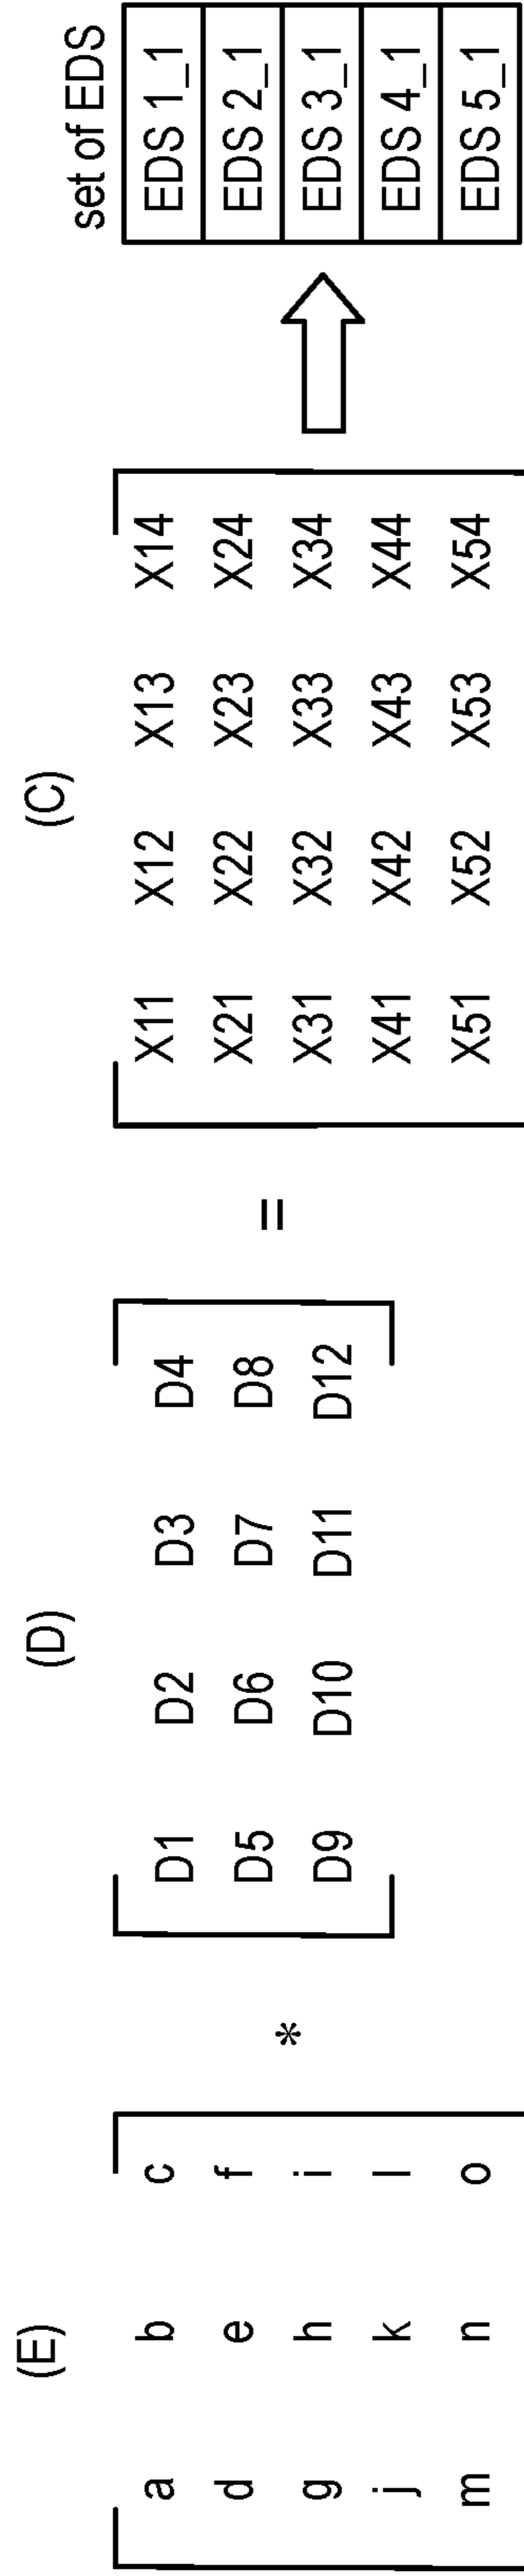 (E)
a b c
d e f
g h i
j k l
m n o
*
(D)
D1 D2 D3 D4
D5 D6 D7 D8
D9 D10 D11 D12
=
(C)
X11 X12 X13 X14
X21 X22 X23 X24
X31 X32 X33 X34
X41 X42 X43 X44
X51 X52 X53 X54
set of EDS
EDS 1_1
EDS 2_1
EDS 3_1
EDS 4_1
EDS 5_1